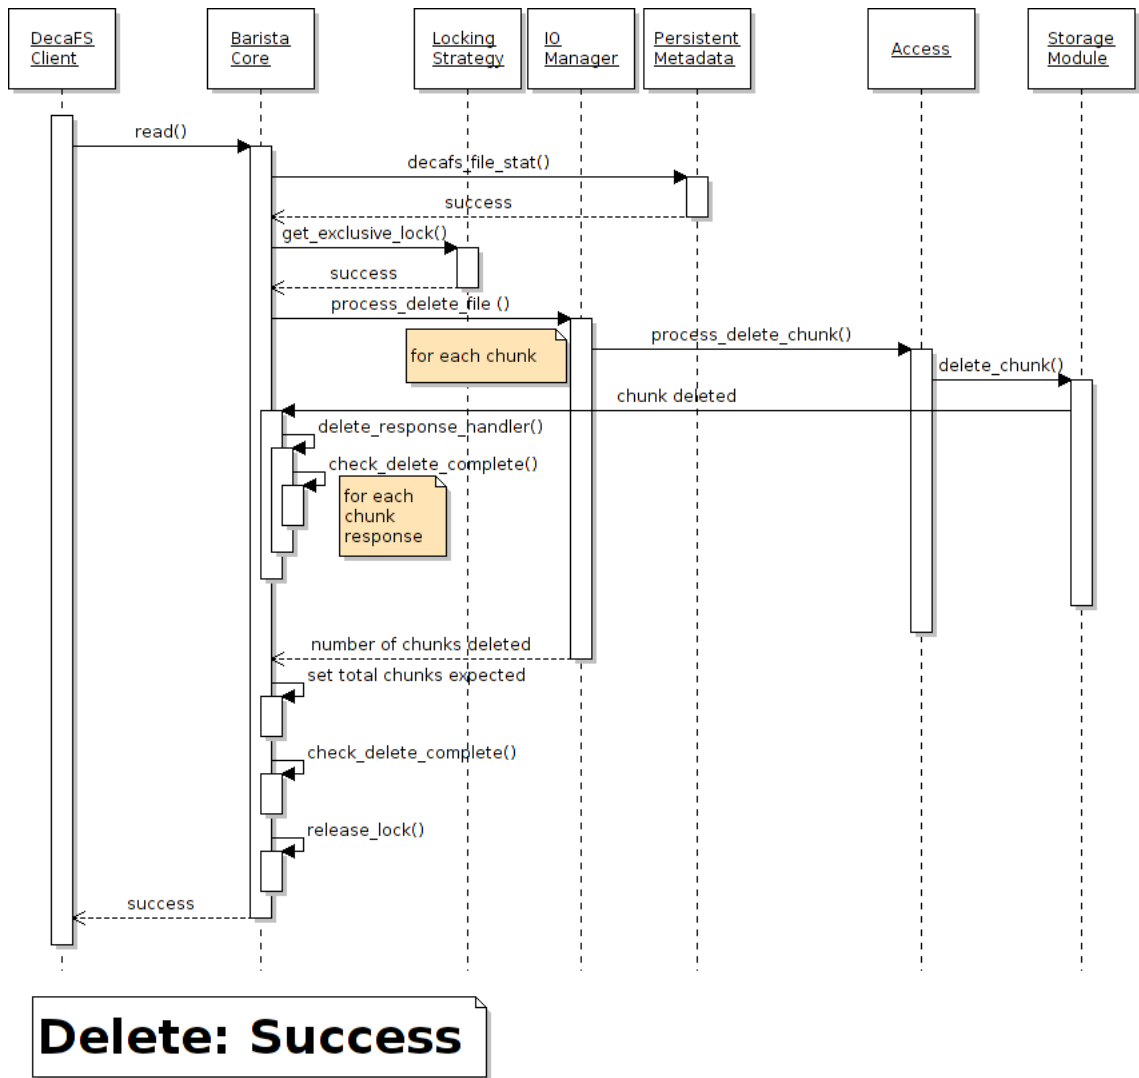 DecaFS
Client
Barista
Core
Locking
Strategy
IO
Manager
Persistent
Metadata
Access
Storage
Module
read()
decafs_file_stat()
success
get_exclusive_lock()
success
process_delete_file ()
for each chunk
process_delete_chunk()
delete_chunk()
chunk deleted
delete_response_handler()
check_delete_complete()
for each
chunk
response
number of chunks deleted
set total chunks expected
check_delete_complete()
release_lock()
success
Delete: Success